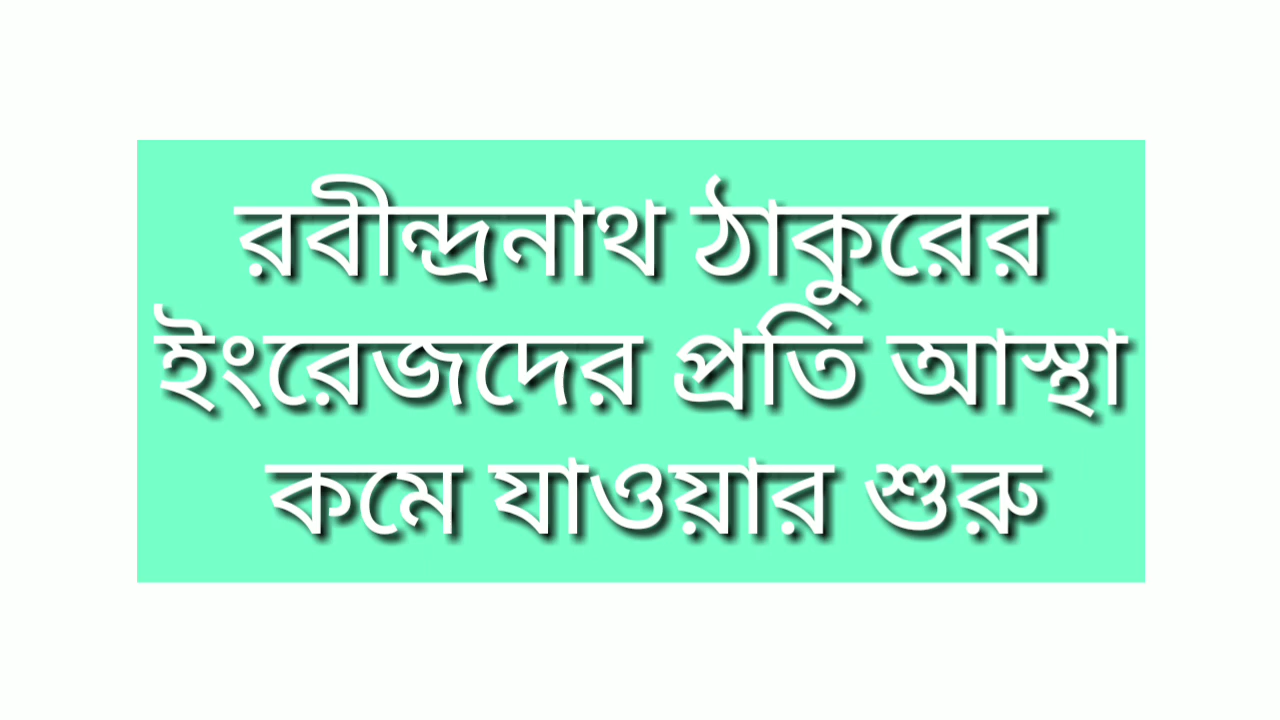 রবীন্দ্রনাথ ঠাকুরের
ইংরেজদের প্রতি আস্থা
কমে যাওয়ার শুরু